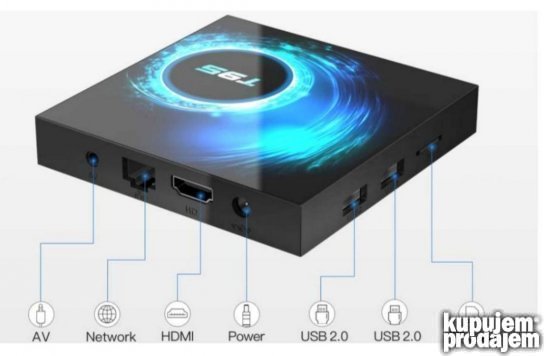 T95
HD
AV Network HDMI Power USB 2.0 USB 2.0
kupujem
prodajem